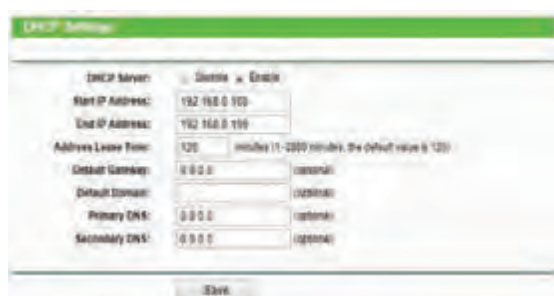 DHCP Settings
DHCP Server: Disable Enable
Start IP Address: 192.168.0.100
End IP Address: 192.168.0.199
Address Lease Time: 120 minutes (1~2880 minutes, the default value is 120)
Default Gateway: 0.0.0.0 (optional)
Default Domain: (optional)
Primary DNS: 0.0.0.0 (optional)
Secondary DNS: 0.0.0.0 (optional)
Save